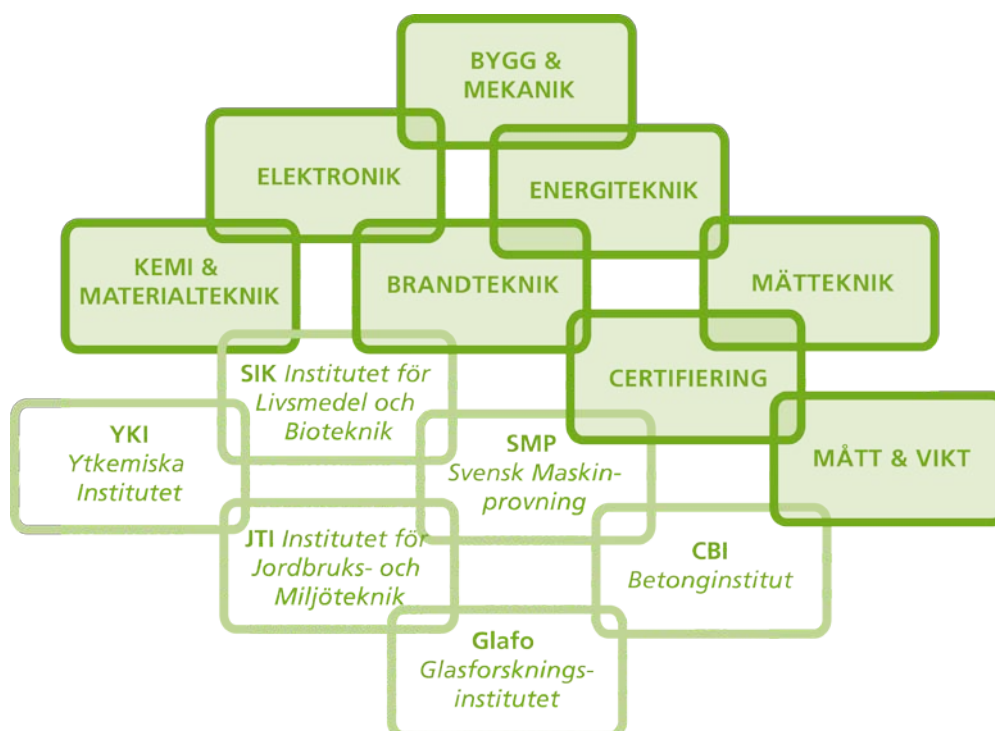 BYGG &
MEKANIK
ELEKTRONIK
ENERGITEKNIK
KEMI &
MATERIALTEKNIK
BRANDTEKNIK
MÄTTEKNIK
SIK Institutet för
Livsmedel och
Bioteknik
CERTIFIERING
YKI
Ytkemiska
Institutet
SMP
Svensk Maskin-
provning
MÅTT & VIKT
JTI Institutet för
Jordbruks- och
Miljöteknik
CBI
Betonginstitut
Glafo
Glasforsknings-
institutet